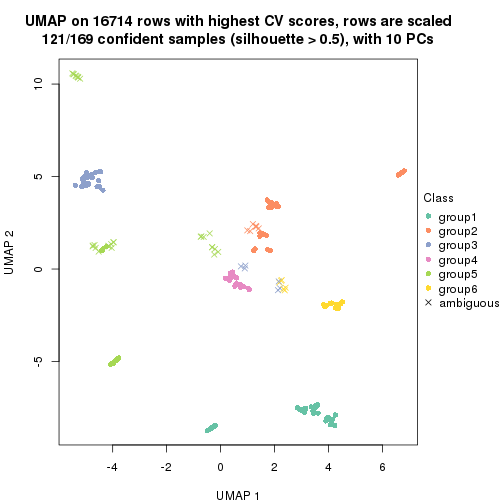 UMAP on 16714 rows with highest CV scores, rows are scaled
121/169 confident samples (silhouette > 0.5), with 10 PCs
10
5
0
-5
UMAP 2
-4
-2
0
2
4
6
UMAP 1
Class
group1
group2
group3
group4
group5
group6
ambiguous